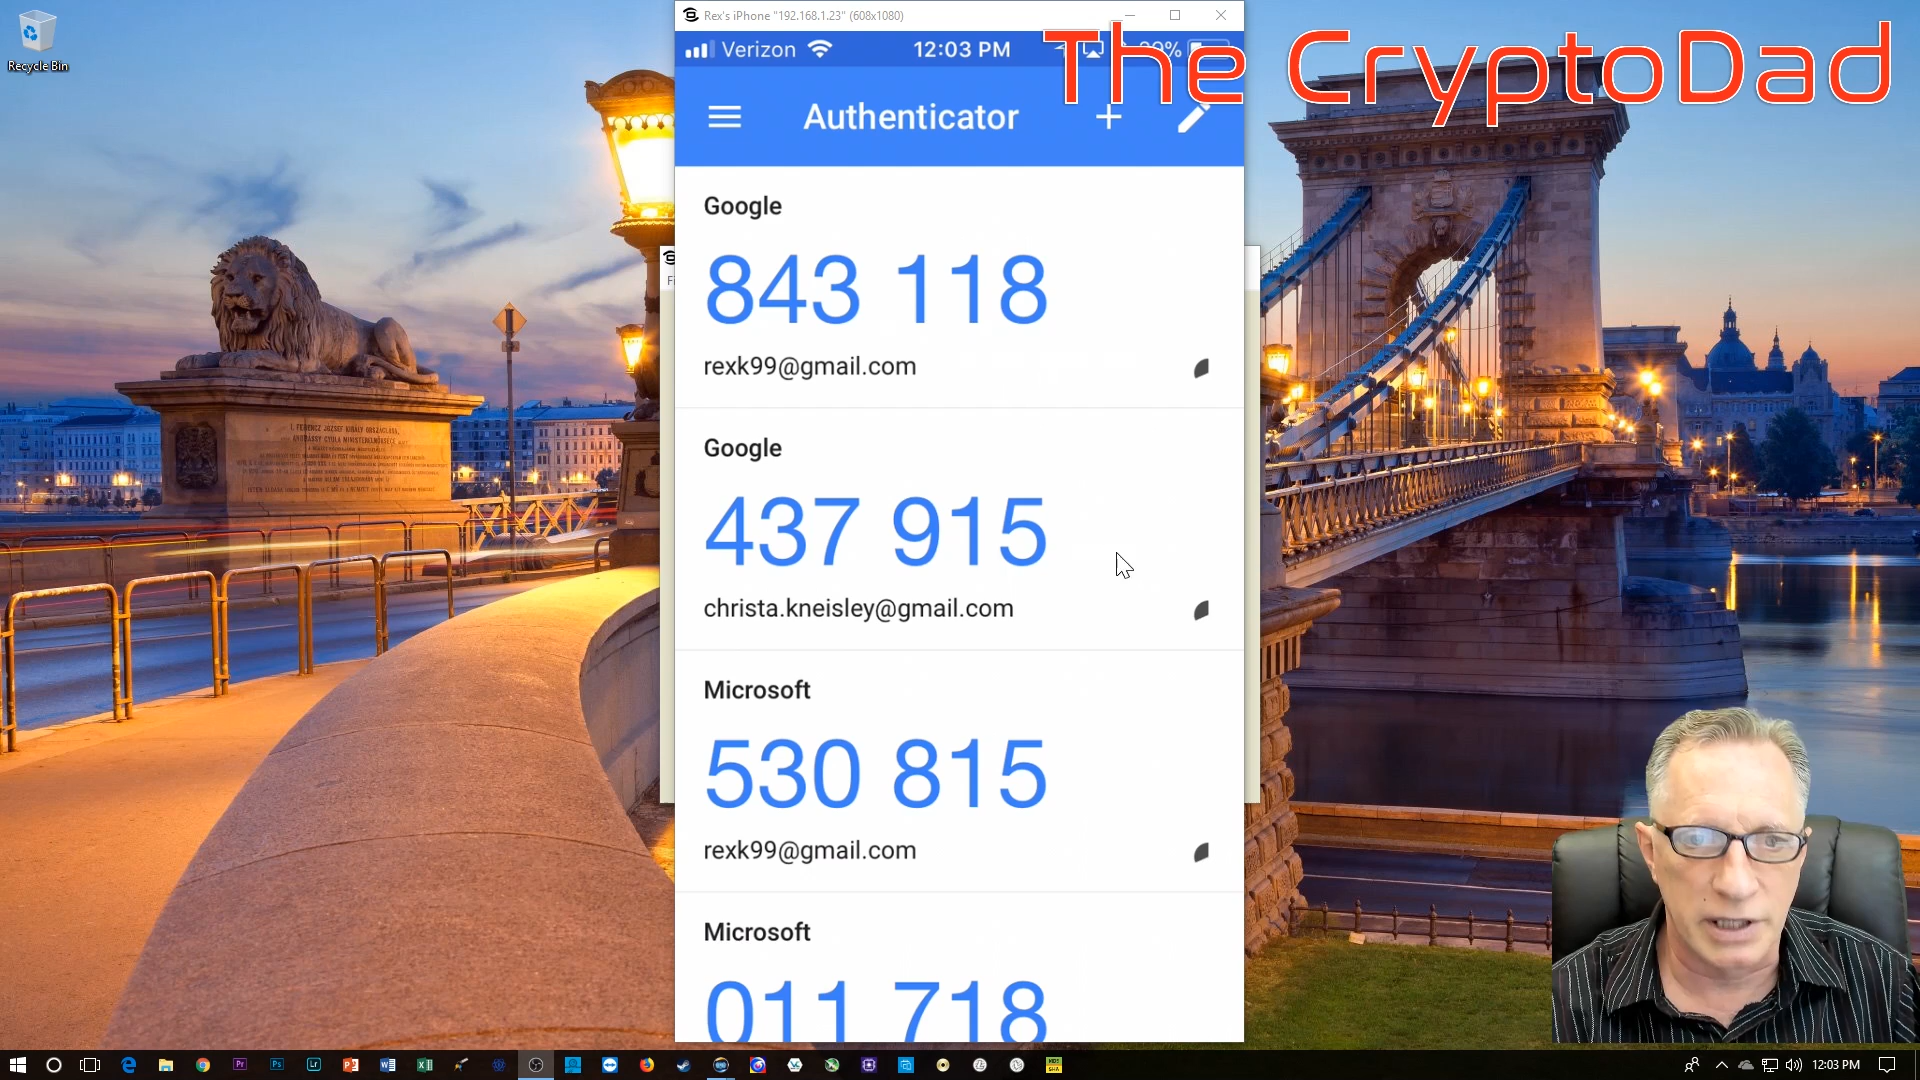 Recycle Bin
Rex's iPhone "192.168.1.23" (608x1080)
The CryptoDad
Verizon
12:03 PM
Authenticator
Google
843 118
rexk99@gmail.com
Google
437 915
christa.kneisley@gmail.com
Microsoft
530 815
rexk99@gmail.com
Microsoft
011 718
12:03 PM